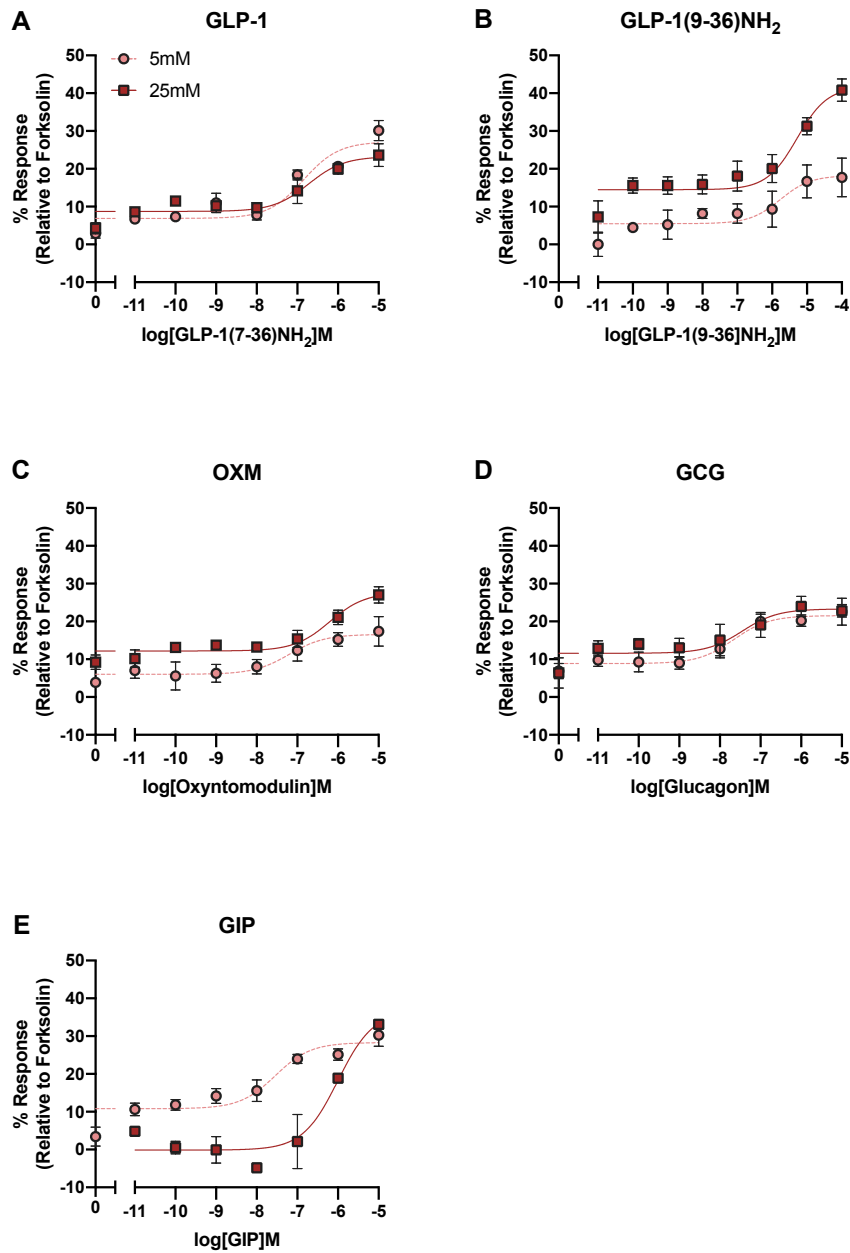 A
GLP-1
5mM
25mM
50
40
30
20
10
0
-10
% Response
(Relative to Forksolin)
0 -11 -10 -9 -8 -7 -6 -5
log[GLP-1(7-36)NH2]M
B
GLP-1(9-36)NH2
50
40
30
20
10
0
-10
% Response
(Relative to Forksolin)
-11 -10 -9 -8 -7 -6 -5 -4
log[GLP-1(9-36]NH2]M
C
OXM
50
40
30
20
10
0
-10
% Response
(Relative to Forksolin)
0 -11 -10 -9 -8 -7 -6 -5
log[Oxyntomodulin]M
D
GCG
50
40
30
20
10
0
-10
% Response
(Relative to Forksolin)
0 -11 -10 -9 -8 -7 -6 -5
log[Glucagon]M
E
GIP
50
40
30
20
10
0
-10
% Response
(Relative to Forksolin)
0 -11 -10 -9 -8 -7 -6 -5
log[GIP]M